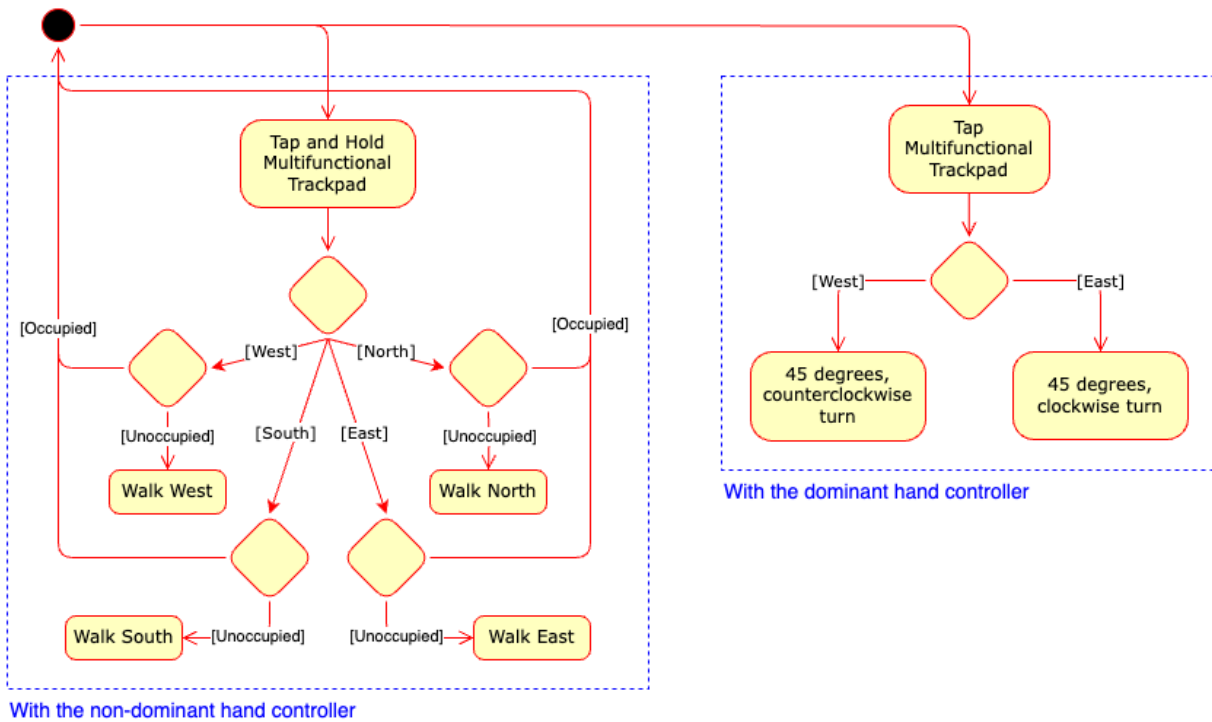 Tap and Hold
Multifunctional
Trackpad
[Occupied]
[West]
[North]
[Occupied]
[Unoccupied]
[South]
[East]
[Unoccupied]
Walk West
Walk North
Walk South
[Unoccupied]
[Unoccupied]
Walk East
With the non-dominant hand controller
Tap
Multifunctional
Trackpad
[West]
[East]
45 degrees,
counterclockwise
turn
45 degrees,
clockwise turn
With the dominant hand controller